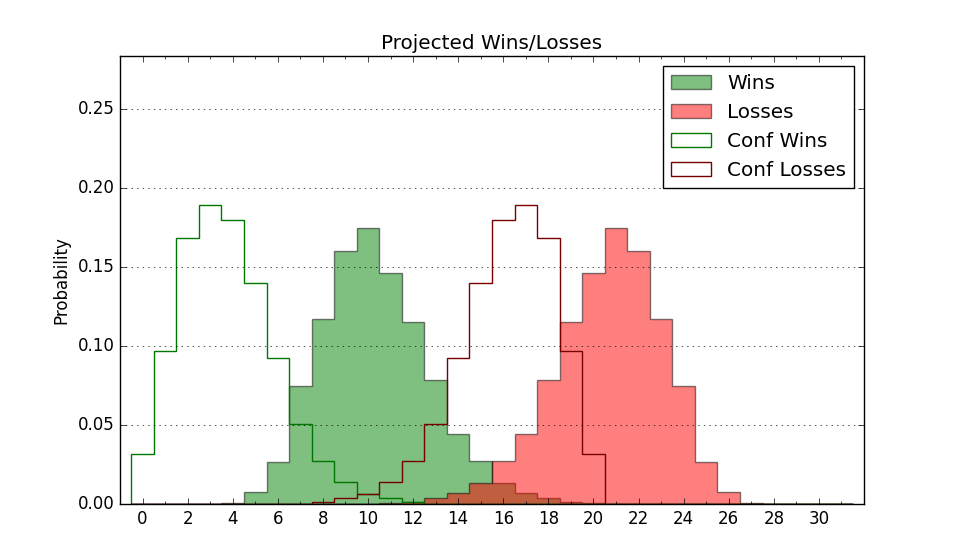 Projected Wins/Losses
Wins
Losses
Conf Wins
Conf Losses
Probability
0.25
0.20
0.15
0.10
0.05
0.00
0 2 4 6 8 10 12 14 16 18 20 22 24 26 28 30